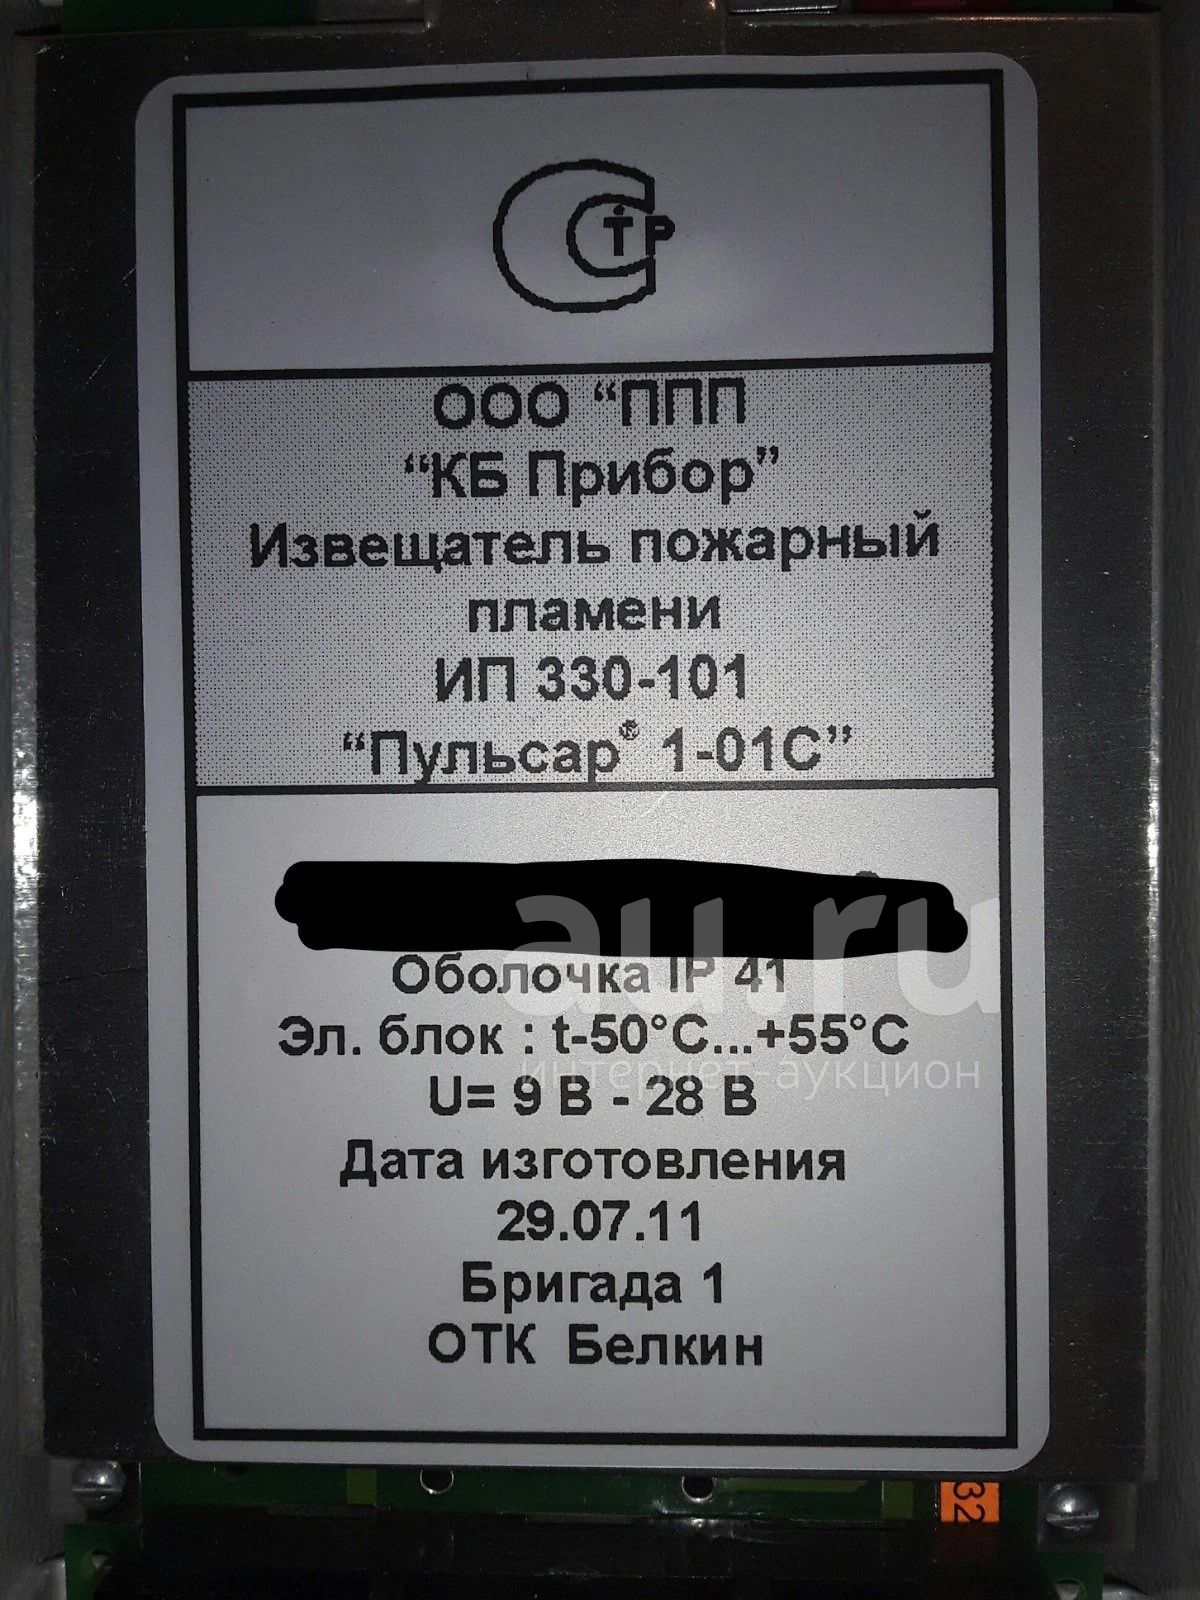 СТР
ООО “ППП
“КБ Прибор”
Извещатель пожарный
пламени
ИП 330-101
“Пульсар® 1-01С”
Оболочка IP 41
Эл. блок : t-50°C...+55°C
U= 9 В - 28 В
Дата изготовления
29.07.11
Бригада 1
ОТК Белкин
au.ru
интернет-аукцион
32